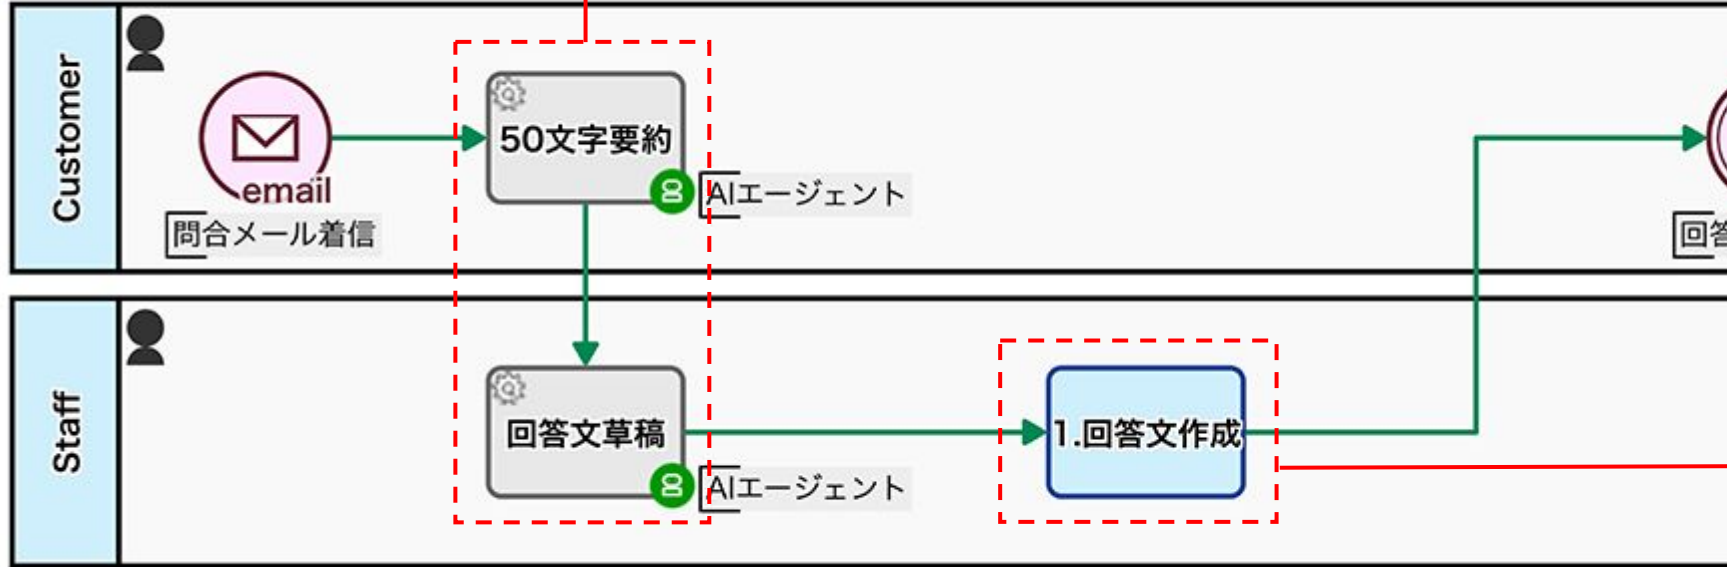 Customer
email
問合メール着信
50文字要約
AIエージェント
回答
Staff
回答文草稿
AIエージェント
1.回答文作成